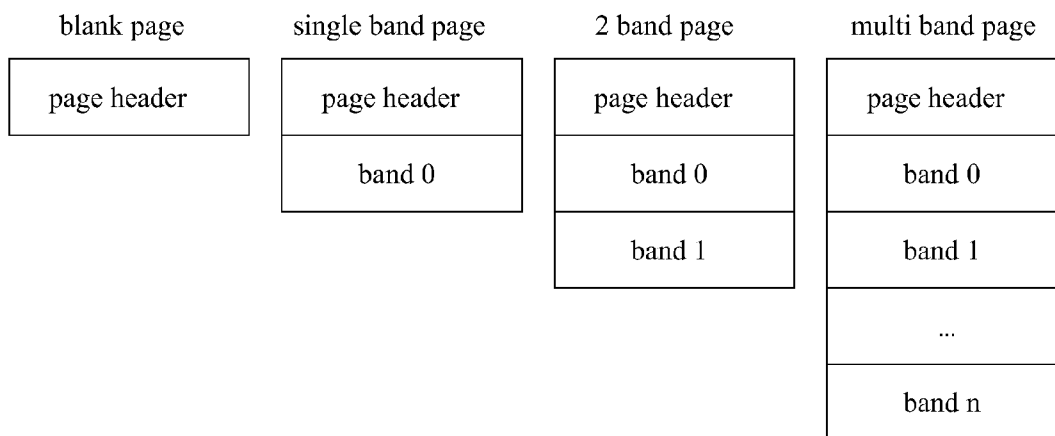 blank page
single band page
2 band page
multi band page
page header
page header
page header
page header
band 0
band 0
band 0
band 1
band 1
...
band n